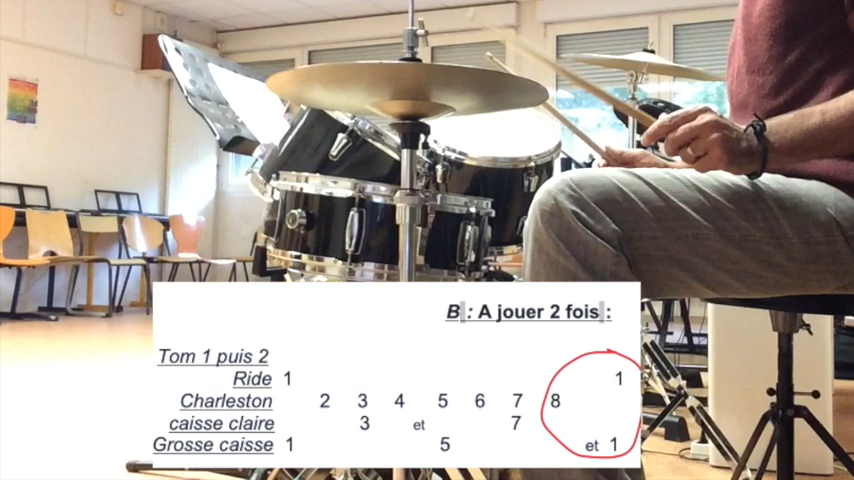 B : A jouer 2 fois :
Tom 1 puis 2
Ride 1 1
Charleston 2 3 4 5 6 7 8
caisse claire 3 et 7
Grosse caisse 1 5 et 1